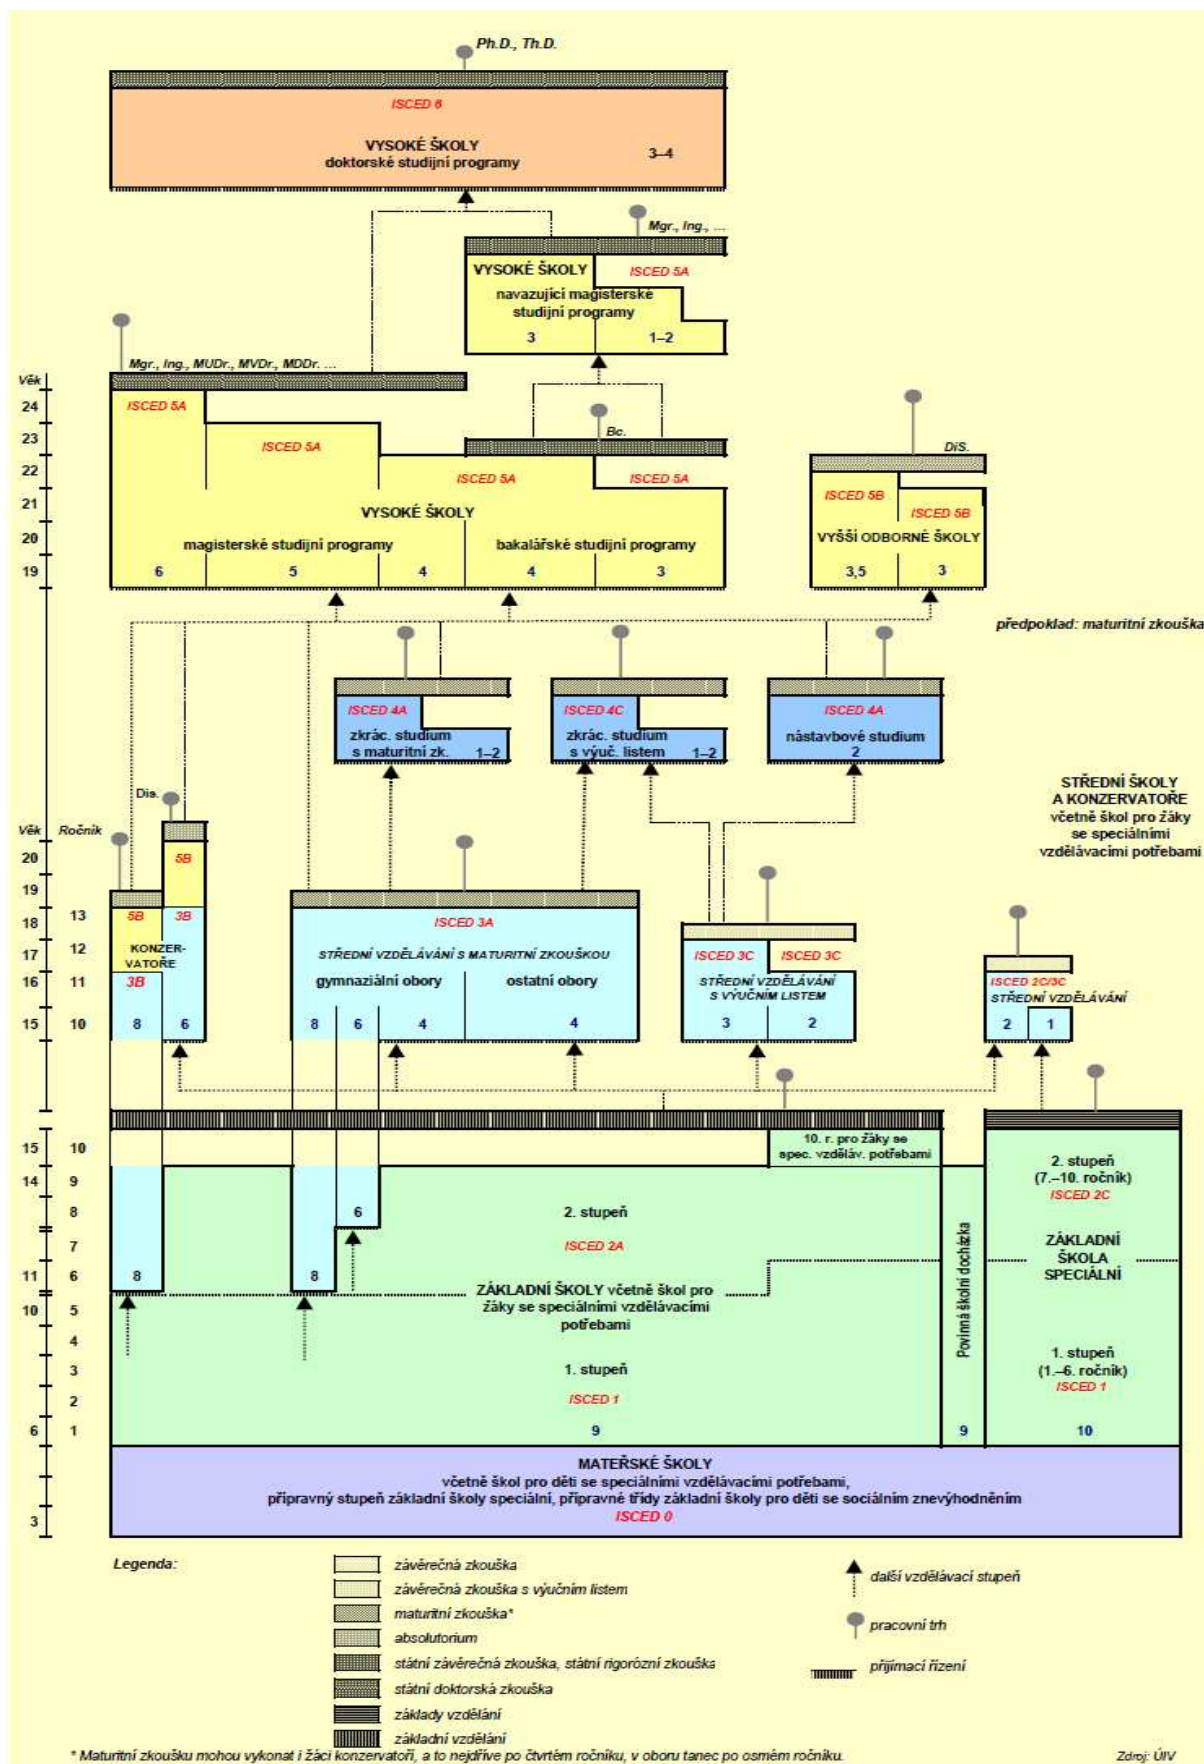 Ph.D., Th.D.
ISCED 6
VYSOKÉ ŠKOLY
doktorské studijní programy
3–4
Mgr., Ing., ...
VYSOKÉ ŠKOLY
ISCED 5A
navazující magisterské
studijní programy
3
1–2
Mgr., Ing., MUDr., MVDr., MDDr. ...
Věk
24
23
22
21
20
19
ISCED 5A
ISCED 5A
Bc.
ISCED 5A
ISCED 5A
VYSOKÉ ŠKOLY
magisterské studijní programy
bakalářské studijní programy
6
5
4
4
3
DiS.
ISCED 5B
ISCED 5B
VYŠŠÍ ODBORNÉ ŠKOLY
3,5
3
předpoklad: maturitní zkouška
ISCED 4A
zkrác. studium
s maturitní zk.
1–2
ISCED 4C
zkrác. studium
s výuč. listem
1–2
ISCED 4A
nástavbové studium
2
STŘEDNÍ ŠKOLY
A KONZERVATOŘE
včetně škol pro žáky
se speciálními
vzdělávacími potřebami
Věk
Ročník
20
19
18
13
17
12
16
11
15
10
Dis.
5B
5B
3B
KONZER-
VATOŘE
3B
8
6
ISCED 3A
STŘEDNÍ VZDĚLÁVÁNÍ S MATURITNÍ ZKOUŠKOU
gymnaziální obory
ostatní obory
8
6
4
4
ISCED 3C
ISCED 3C
STŘEDNÍ VZDĚLÁVÁNÍ
S VÝUČNÍM LISTEM
3
2
ISCED 2C/3C
STŘEDNÍ VZDĚLÁVÁNÍ
2
1
15
10
14
9
8
7
11
6
10
5
4
3
2
6
1
3
10. r. pro žáky se
spec. vzděláv. potřebami
6
8
8
2. stupeň
ISCED 2A
ZÁKLADNÍ ŠKOLY včetně škol pro
žáky se speciálními vzdělávacími
potřebami
1. stupeň
ISCED 1
9
Povinná školní docházka
9
2. stupeň
(7.–10. ročník)
ISCED 2C
ZÁKLADNÍ
ŠKOLA
SPECIÁLNÍ
1. stupeň
(1.–6. ročník)
ISCED 1
10
MATEŘSKÉ ŠKOLY
včetně škol pro děti se speciálními vzdělávacími potřebami,
přípravný stupeň základní školy speciální, přípravné třídy základní školy pro děti se sociálním znevýhodněním
ISCED 0
Legenda:
závěrečná zkouška
závěrečná zkouška s výučním listem
maturitní zkouška*
absolutorium
státní závěrečná zkouška, státní rigorózní zkouška
státní doktorská zkouška
základy vzdělání
základní vzdělání
další vzdělávací stupeň
pracovní trh
přijímací řízení
* Maturitní zkoušku mohou vykonat i žáci konzervatoří, a to nejdříve po čtvrtém ročníku, v oboru tanec po osmém ročníku.
Zdroj: ÚIV